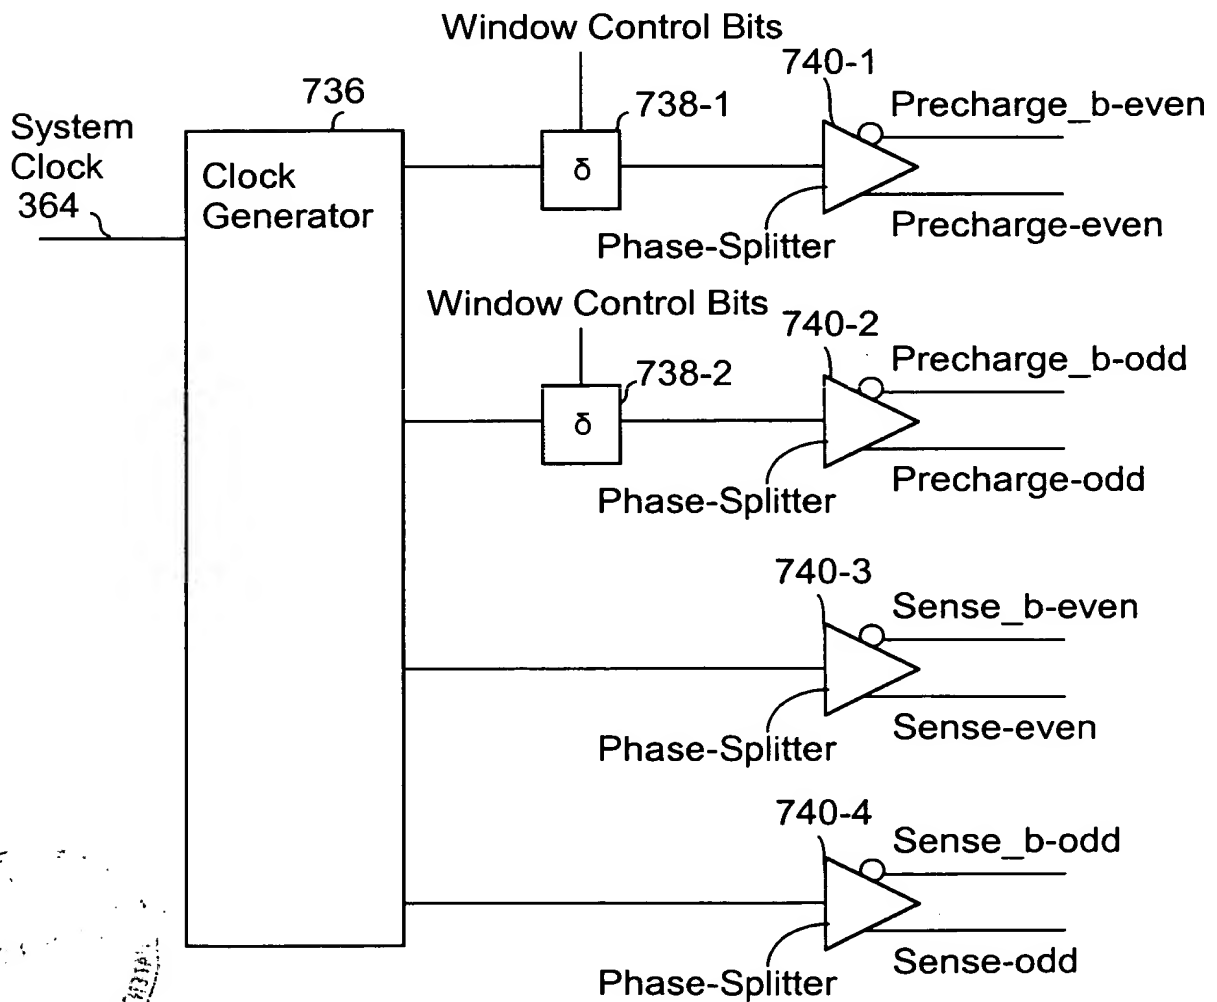 Window Control Bits
740-1
736
738-1
Precharge_b-even
System
Clock
364
Clock
Generator
δ
Phase-Splitter
Precharge-even
Window Control Bits
740-2
738-2
Precharge_b-odd
δ
Phase-Splitter
Precharge-odd
740-3
Sense_b-even
Phase-Splitter
Sense-even
740-4
Sense_b-odd
Phase-Splitter
Sense-odd